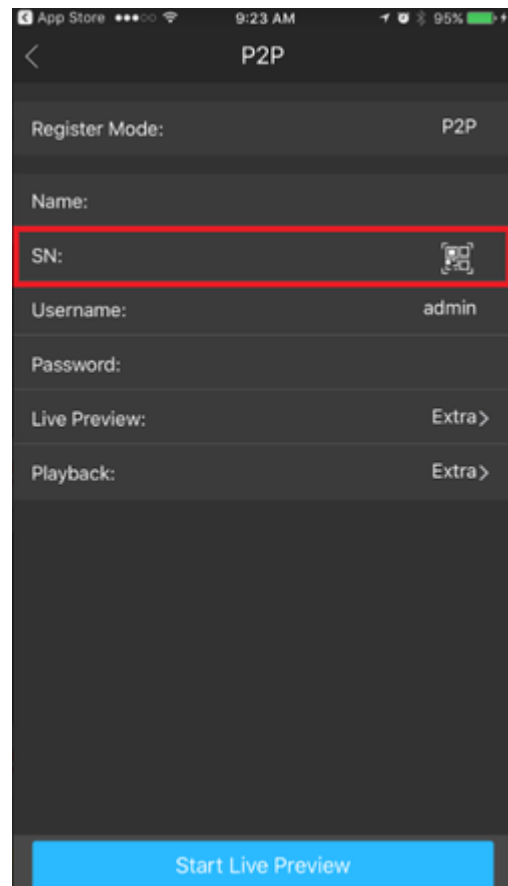 App Store 9:23 AM 95%
P2P
Register Mode: P2P
Name:
SN:
Username: admin
Password:
Live Preview: Extra>
Playback: Extra>
Start Live Preview